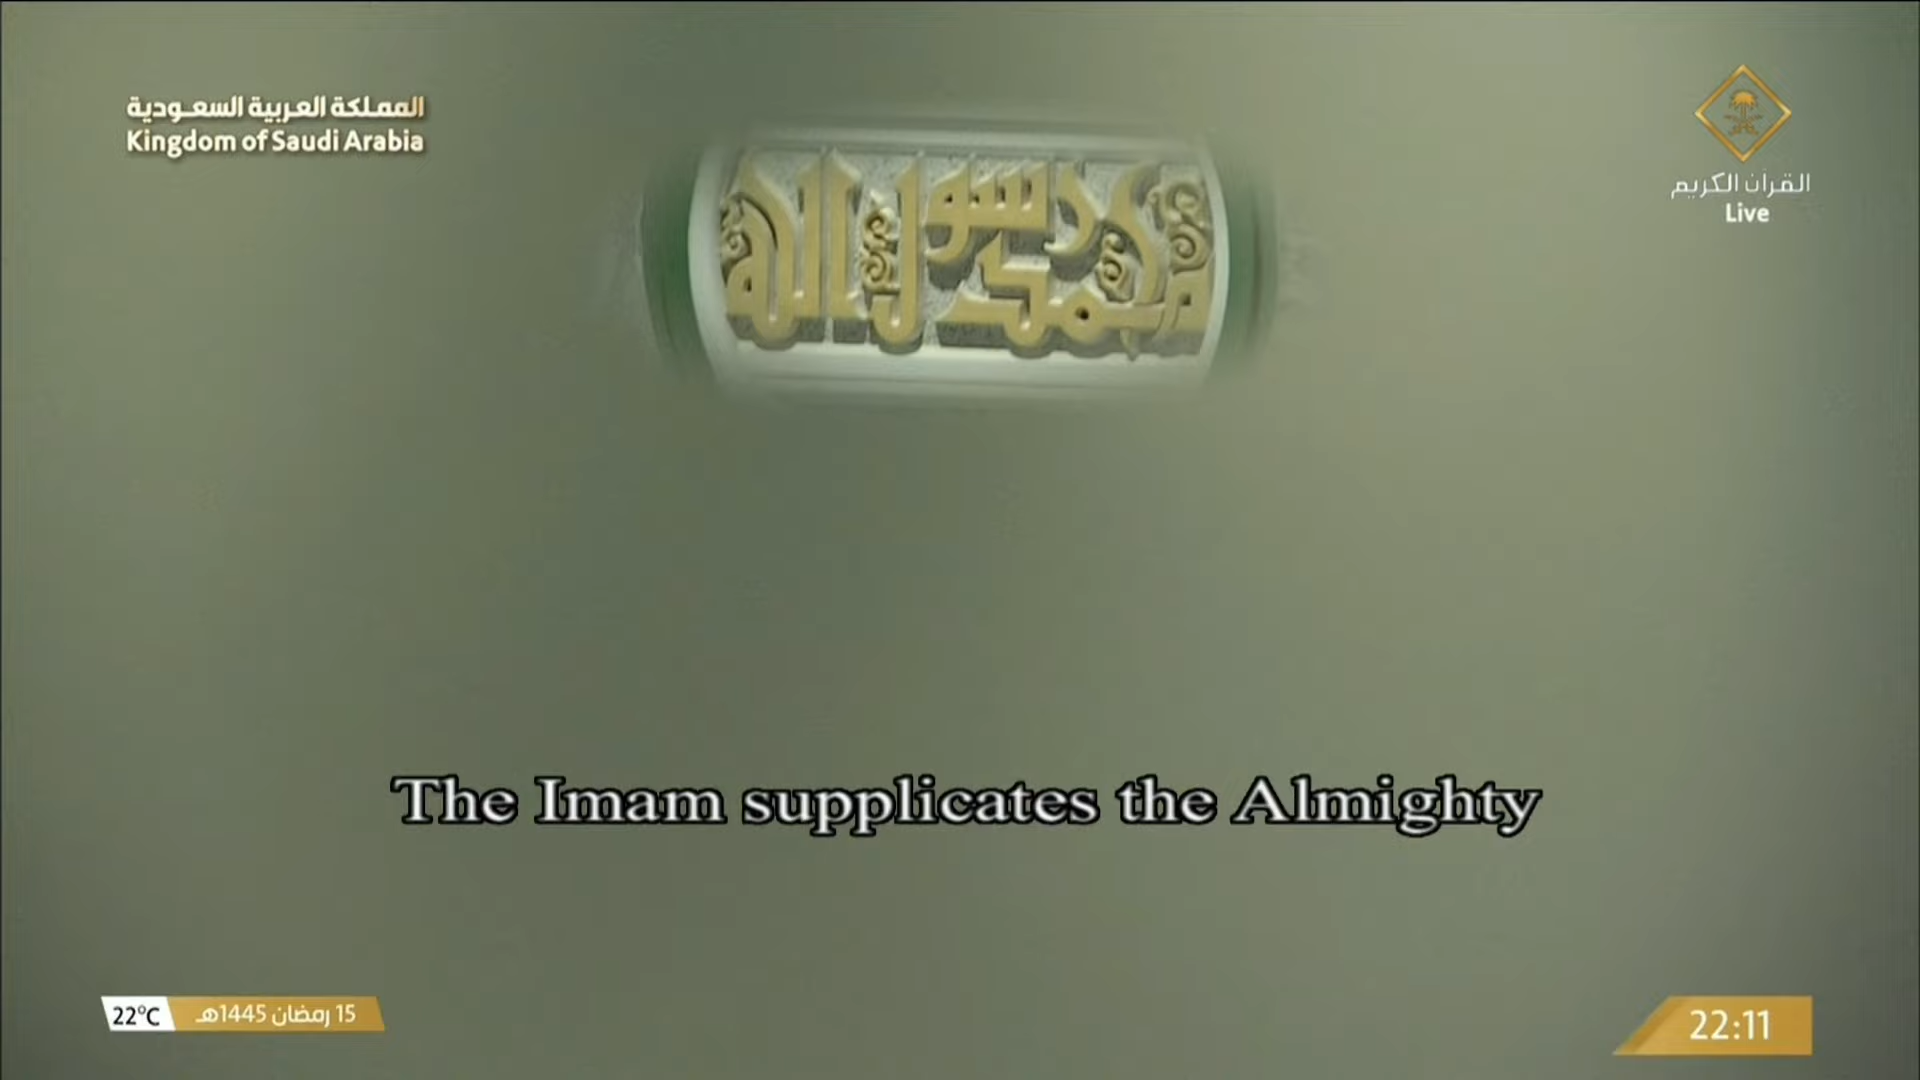 المملكة العربية السعودية
Kingdom of Saudi Arabia
القرآن الكريم
Live
محمد رسول الله
The Imam supplicates the Almighty
22°C
15 رمضان 1445هـ
22:11